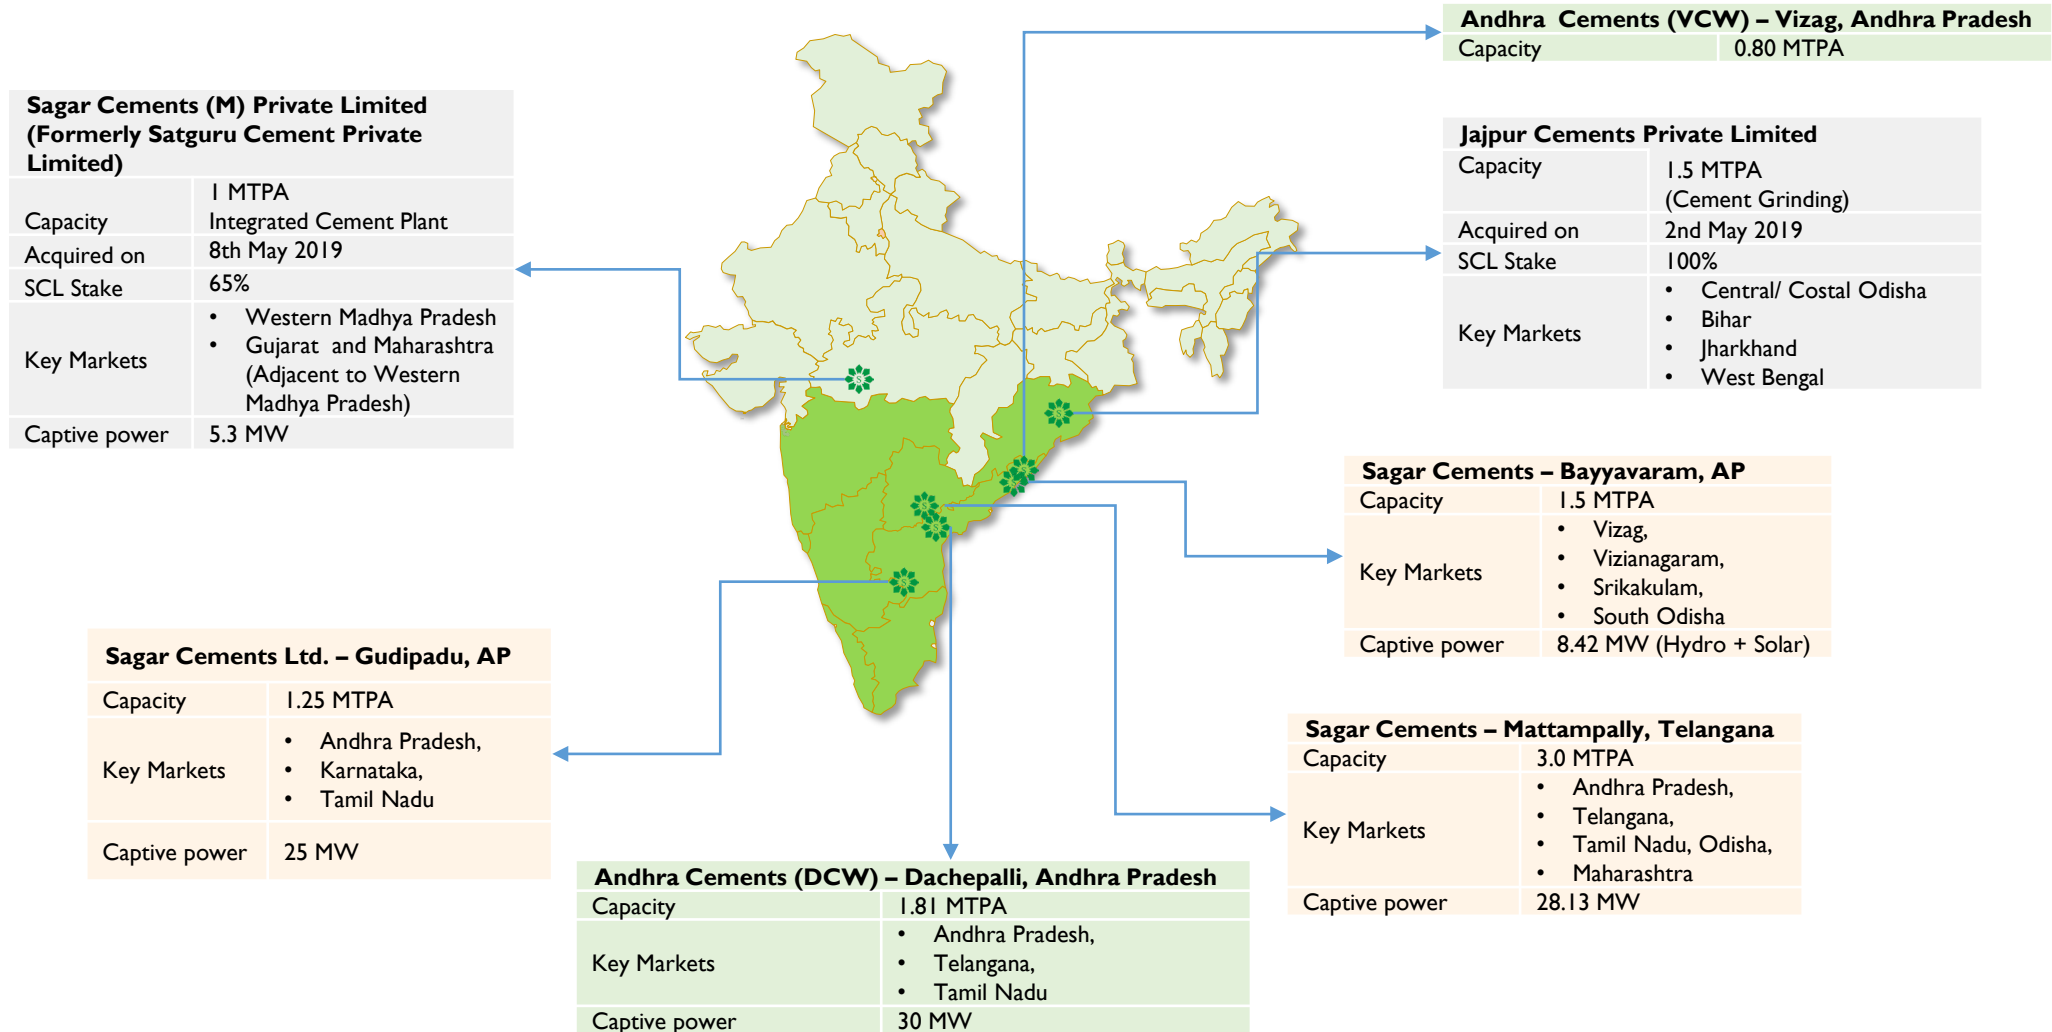 Andhra Cements (VCW) – Vizag, Andhra Pradesh
Capacity 0.80 MTPA
Sagar Cements (M) Private Limited
(Formerly Satguru Cement Private
Limited)
1 MTPA
Capacity Integrated Cement Plant
Acquired on 8th May 2019
SCL Stake 65%
Key Markets
• Western Madhya Pradesh
• Gujarat and Maharashtra
(Adjacent to Western
Madhya Pradesh)
Captive power 5.3 MW
Jajpur Cements Private Limited
Capacity 1.5 MTPA
(Cement Grinding)
Acquired on 2nd May 2019
SCL Stake 100%
Key Markets
• Central/ Costal Odisha
• Bihar
• Jharkhand
• West Bengal
Sagar Cements – Bayyavaram, AP
Capacity 1.5 MTPA
Key Markets
• Vizag,
• Vizianagaram,
• Srikakulam,
• South Odisha
Captive power 8.42 MW (Hydro + Solar)
Sagar Cements Ltd. – Gudipadu, AP
Capacity 1.25 MTPA
Key Markets
• Andhra Pradesh,
• Karnataka,
• Tamil Nadu
Captive power 25 MW
Sagar Cements – Mattampally, Telangana
Capacity 3.0 MTPA
Key Markets
• Andhra Pradesh,
• Telangana,
• Tamil Nadu, Odisha,
• Maharashtra
Captive power 28.13 MW
Andhra Cements (DCW) – Dachepalli, Andhra Pradesh
Capacity 1.81 MTPA
Key Markets
• Andhra Pradesh,
• Telangana,
• Tamil Nadu
Captive power 30 MW
S
S
S
S
S
S
S